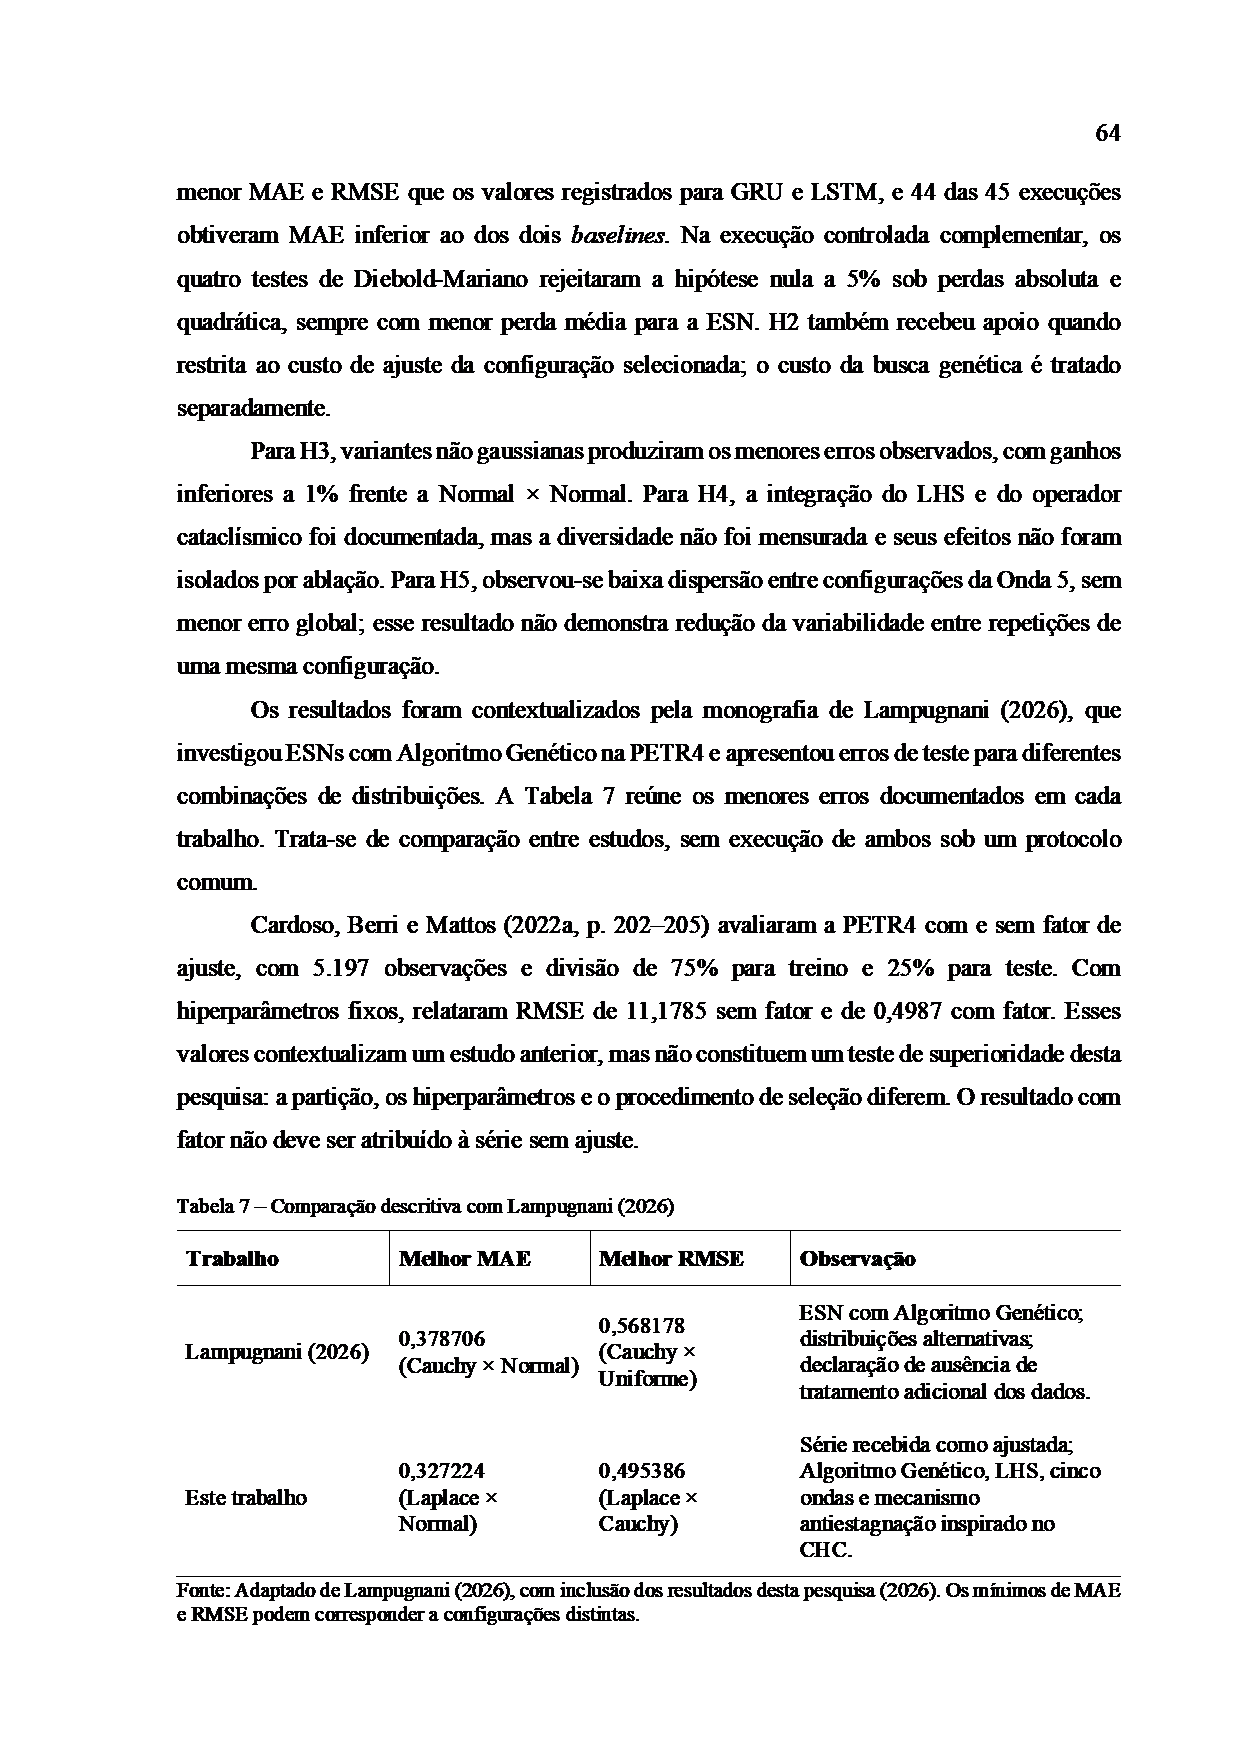 64
menor MAE e RMSE que os valores registrados para GRU e LSTM, e 44 das 45 execuções
obtiveram MAE inferior ao dos dois baselines. Na execução controlada complementar, os
quatro testes de Diebold-Mariano rejeitaram a hipótese nula a 5% sob perdas absoluta e
quadrática, sempre com menor perda média para a ESN. H2 também recebeu apoio quando
restrita ao custo de ajuste da configuração selecionada; o custo da busca genética é tratado
separadamente.
Para H3, variantes não gaussianas produziram os menores erros observados, com ganhos
inferiores a 1% frente a Normal × Normal. Para H4, a integração do LHS e do operador
cataclísmico foi documentada, mas a diversidade não foi mensurada e seus efeitos não foram
isolados por ablação. Para H5, observou-se baixa dispersão entre configurações da Onda 5, sem
menor erro global; esse resultado não demonstra redução da variabilidade entre repetições de
uma mesma configuração.
Os resultados foram contextualizados pela monografia de Lampugnani (2026), que
investigou ESNs com Algoritmo Genético na PETR4 e apresentou erros de teste para diferentes
combinações de distribuições. A Tabela 7 reúne os menores erros documentados em cada
trabalho. Trata-se de comparação entre estudos, sem execução de ambos sob um protocolo
comum.
Cardoso, Berri e Mattos (2022a, p. 202–205) avaliaram a PETR4 com e sem fator de
ajuste, com 5.197 observações e divisão de 75% para treino e 25% para teste. Com
hiperparâmetros fixos, relataram RMSE de 11,1785 sem fator e de 0,4987 com fator. Esses
valores contextualizam um estudo anterior, mas não constituem um teste de superioridade desta
pesquisa: a partição, os hiperparâmetros e o procedimento de seleção diferem. O resultado com
fator não deve ser atribuído à série sem ajuste.
Tabela 7 – Comparação descritiva com Lampugnani (2026)
Trabalho Melhor MAE Melhor RMSE Observação
Lampugnani (2026)
0,378706
(Cauchy × Normal)
0,568178
(Cauchy ×
Uniforme)
ESN com Algoritmo Genético;
distribuições alternativas;
declaração de ausência de
tratamento adicional dos dados.
Este trabalho
0,327224
(Laplace ×
Normal)
0,495386
(Laplace ×
Cauchy)
Série recebida como ajustada;
Algoritmo Genético, LHS, cinco
ondas e mecanismo
antiestagnação inspirado no
CHC.
Fonte: Adaptado de Lampugnani (2026), com inclusão dos resultados desta pesquisa (2026). Os mínimos de MAE
e RMSE podem corresponder a configurações distintas.